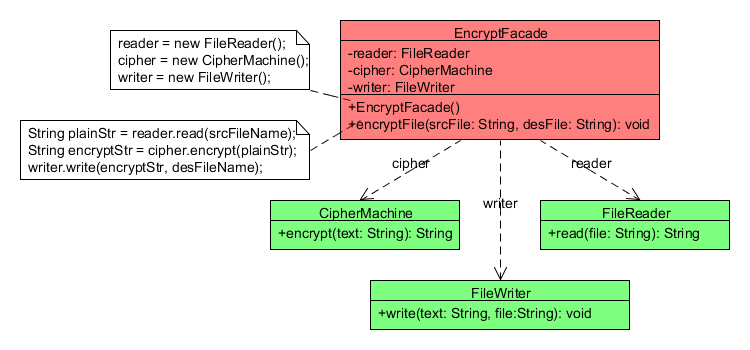 EncryptFacade
-reader: FileReader
-cipher: CipherMachine
-writer: FileWriter
+EncryptFacade()
+encryptFile(srcFile: String, desFile: String): void
reader = new FileReader();
cipher = new CipherMachine();
writer = new FileWriter();
String plainStr = reader.read(srcFileName);
String encryptStr = cipher.encrypt(plainStr);
writer.write(encryptStr, desFileName);
cipher
reader
writer
CipherMachine
+encrypt(text: String): String
FileReader
+read(file: String): String
FileWriter
+write(text: String, file:String): void